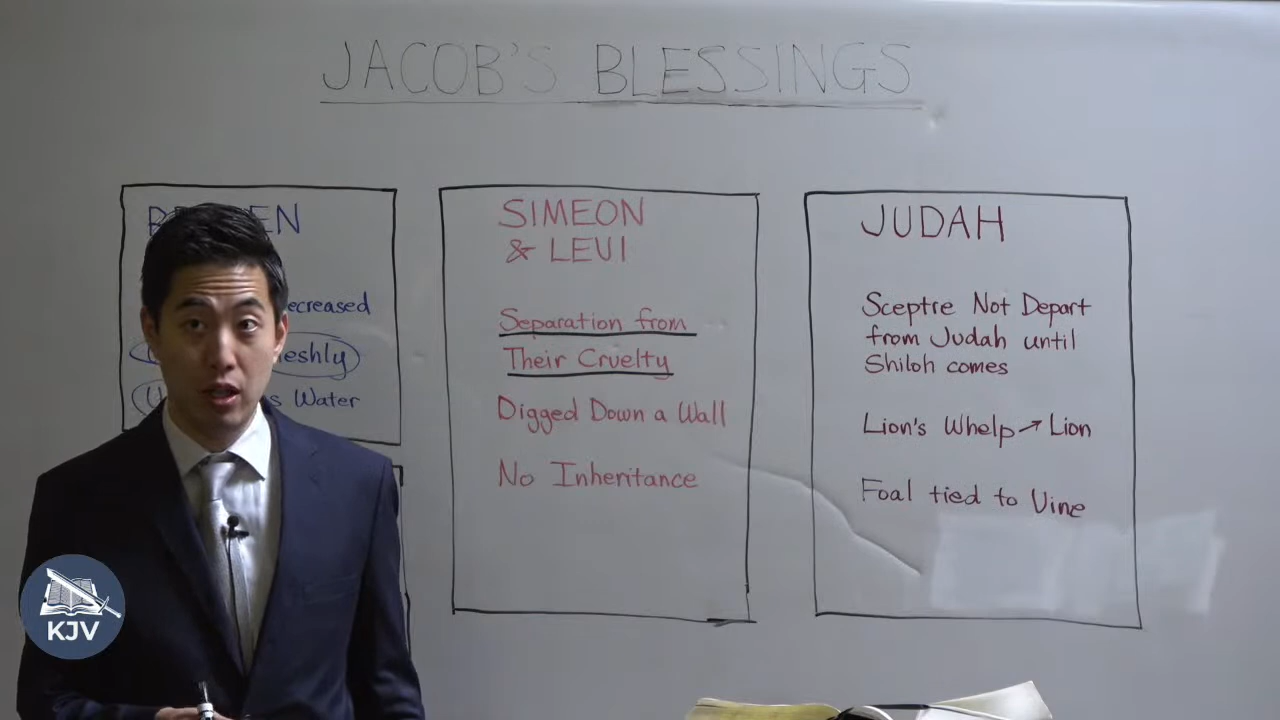 JACOB'S BLESSINGS
ecreased
eshly
s Water
SIMEON
& LEVI
Separation from
Their Cruelty
Digged Down a Wall
No Inheritance
JUDAH
Sceptre Not Depart
from Judah until
Shiloh comes
Lion's Whelp → Lion
Foal tied to Vine
KJV